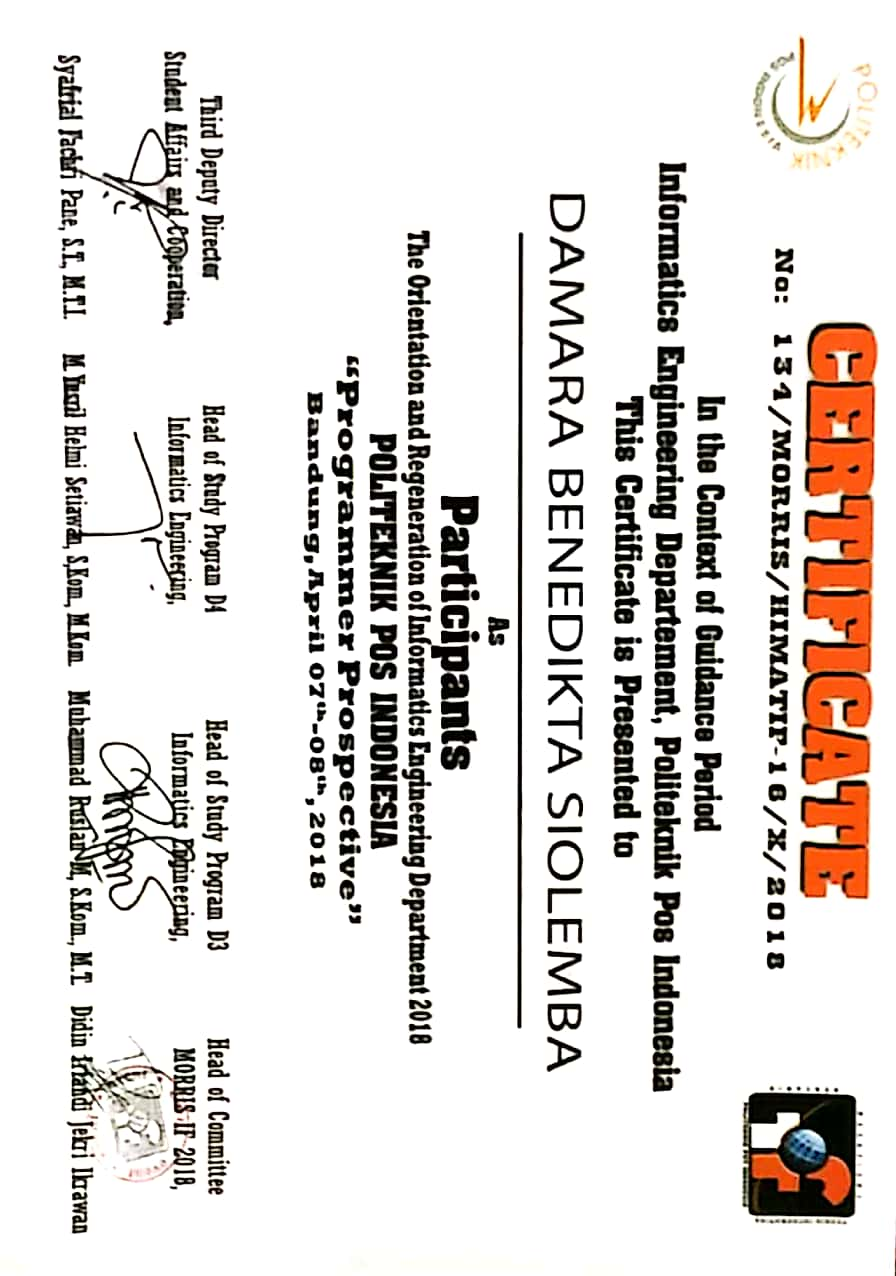 POLITEKNIK
POS INDONESIA
CERTIFICATE
No: 134/MORRIS/HIMATIF-16/X/2018
In the Context of Guidance Period
Informatics Engineering Departement, Politeknik Pos Indonesia
This Certificate is Presented to
DAMARA BENEDIKTA SIOLEMBA
As
Participants
The Orientation and Regeneration of Informatics Engineering Department 2018
POLITEKNIK POS INDONESIA
“Programmer Prospective”
Bandung, April 07th-08th, 2018
Third Deputy Director
Student Affairs and Cooperation,
Syafrial Fachri Pane, S.T., M.T.I.
Head of Study Program D4
Informatics Engineering,
M. Yusril Helmi Setiawan, S.Kom., M.Kom
Head of Study Program D3
Informatics Engineering,
Muhammad Ruslan M, S.Kom., M.T
Head of Committee
MORRIS-IF 2018,
Didin Irfandi Jekri Ikrawan